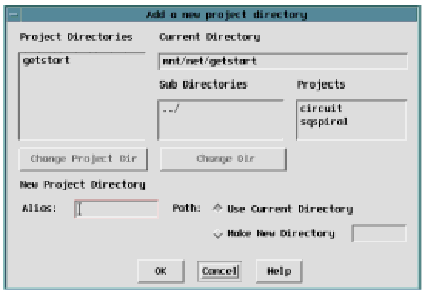 Add a new project directory
Project Directories
Current Directory
getstart
mnt/net/getstart
Sub Directories
Projects
../
circuit
sqspiral
Change Project Dir
Change Dir
New Project Directory
Alias:
Path:
Use Current Directory
Make New Directory
OK
Cancel
Help